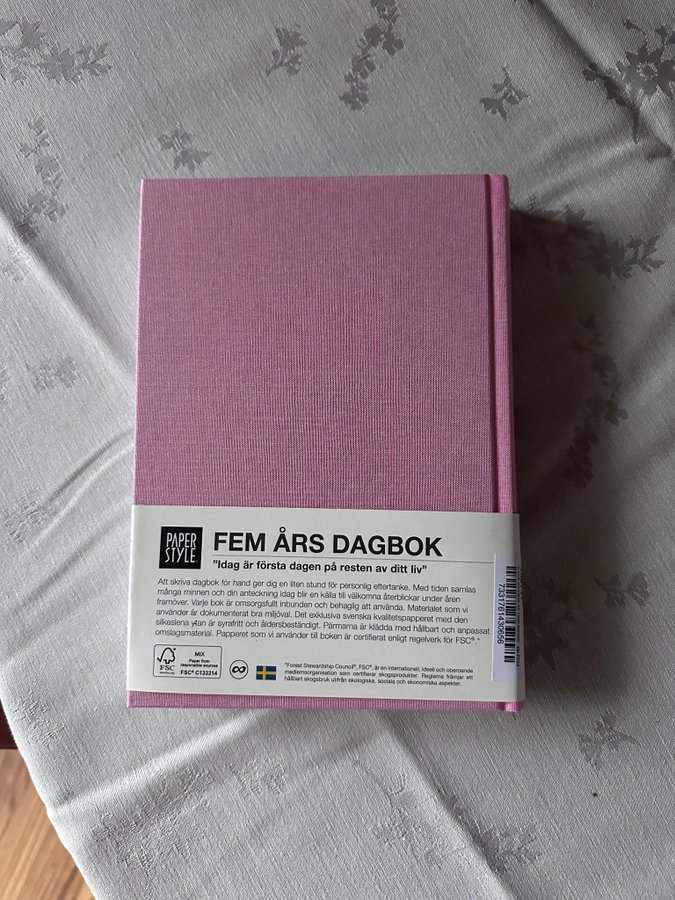 PAPER
STYLE
FEM ÅRS DAGBOK
"Idag är första dagen på resten av ditt liv"
Att skriva dagbok för hand ger dig en liten stund för personlig eftertanke. Med tiden samlas
många minnen och din anteckning idag blir en källa till välkomna återblickar under åren
framöver. Varje bok är omsorgsfullt inbunden och behaglig att använda. Materialet som vi
använder är dokumenterat bra miljöval. Det exklusiva svenska kvalitetspapperet med den
silkeslena ytan är syrafritt och åldersbeständigt. Pärmarna är klädda med hållbart och anpassat
omslagsmaterial. Papperet som vi använder till boken är certifierat enligt regelverk för FSC®.*
FSC
MIX
Paper from
responsible sources
FSC® C133314
*Forest Stewardship Council®, FSC®, är en internationell, ideell och oberoende
medlemsorganisation som certifierar skogsprodukter. Reglerna främjar ett
hållbart skogsbruk utifrån ekologiska, sociala och ekonomiska aspekter.
7331761430656